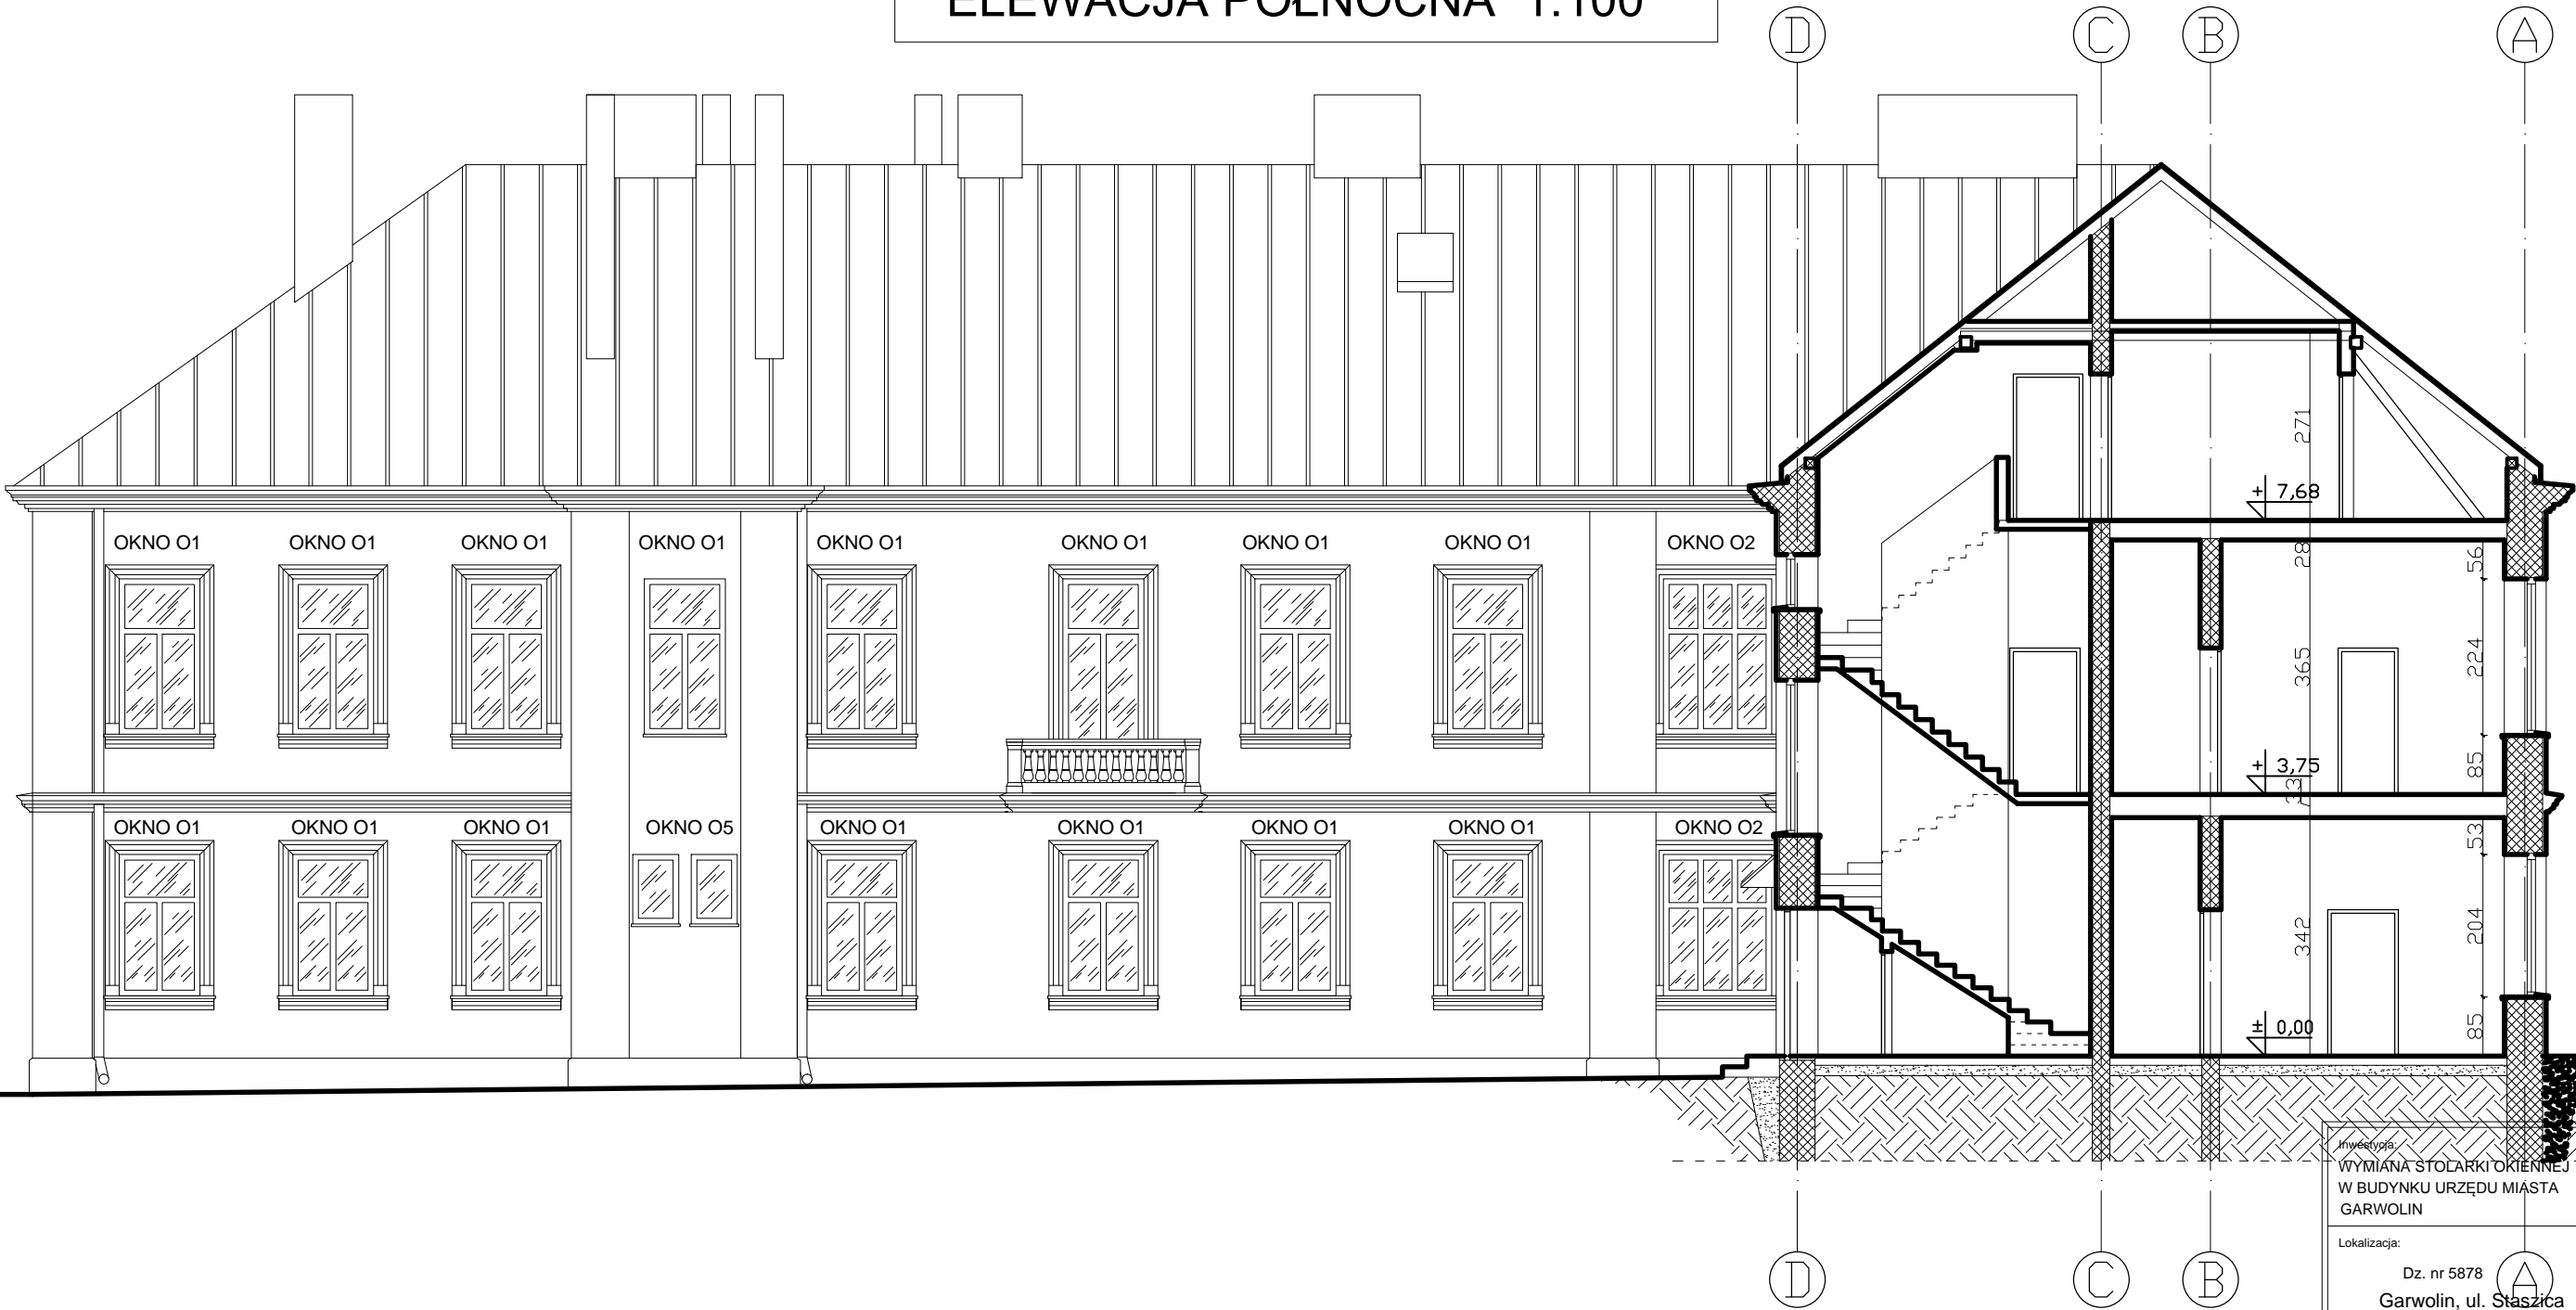 ELEWACJA PÓŁNOCNA 1:100
D C B A
271
+ 7,68
OKNO O1 OKNO O1 OKNO O1 OKNO O1 OKNO O1 OKNO O1 OKNO O1 OKNO O1 OKNO O2
28 56
365 224
+ 3,75 85
33
OKNO O1 OKNO O1 OKNO O1 OKNO O5 OKNO O1 OKNO O1 OKNO O1 OKNO O1 OKNO O2
53
342 204
± 0,00 85
Inwestycja:
WYMIANA STOLARKI OKIENNEJ
W BUDYNKU URZĘDU MIASTA
GARWOLIN
Lokalizacja:
Dz. nr 5878
Garwolin, ul. Staszica
D C B A